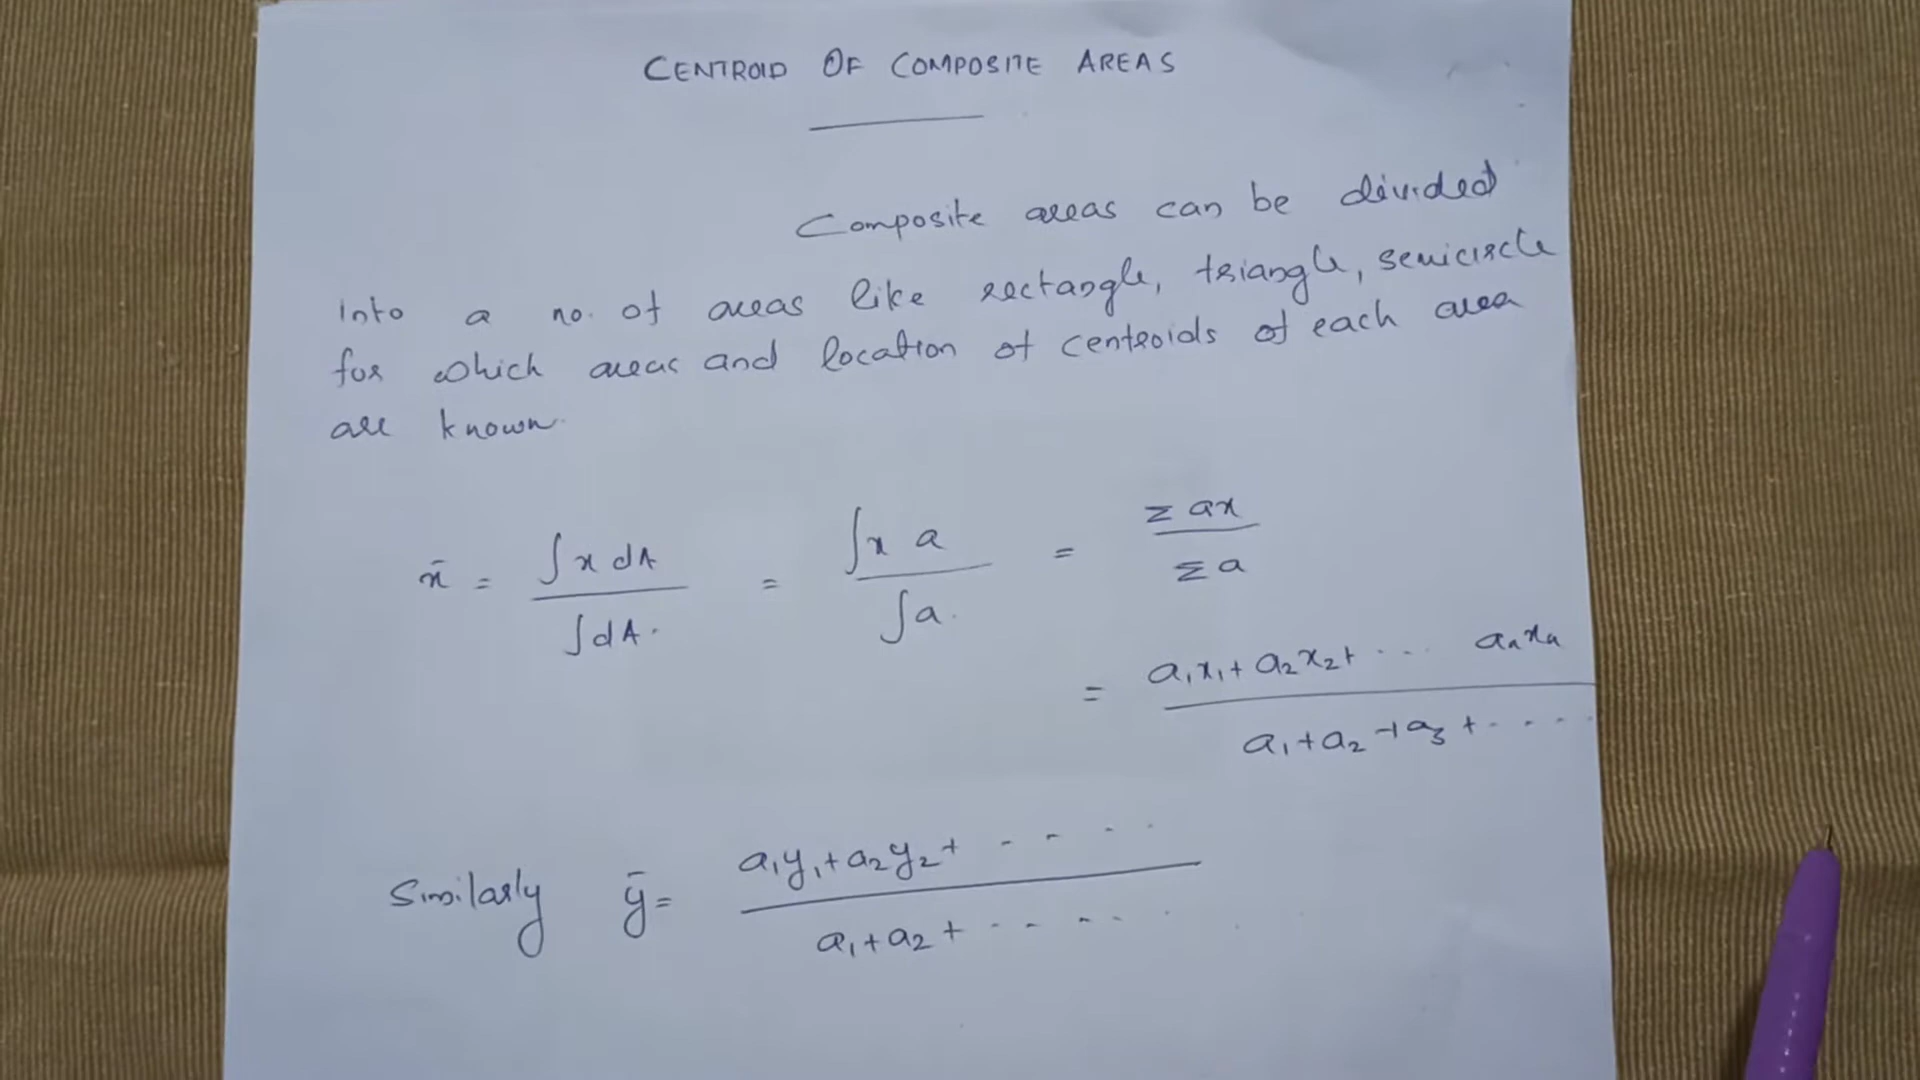 CENTROID OF COMPOSITE AREAS
Composite areas can be divided
into a no. of areas like rectangle, triangle, semicircle
for which areas and location of centroids of each area
are known.
x̄ = ∫x dA / ∫dA. = ∫x a / ∫a. = Σ ax / Σ a
= a₁x₁ + a₂x₂ + ... aₙxₙ / a₁ + a₂ + a₃ + ....
Similarly ȳ = a₁y₁ + a₂y₂ + .... / a₁ + a₂ + .....